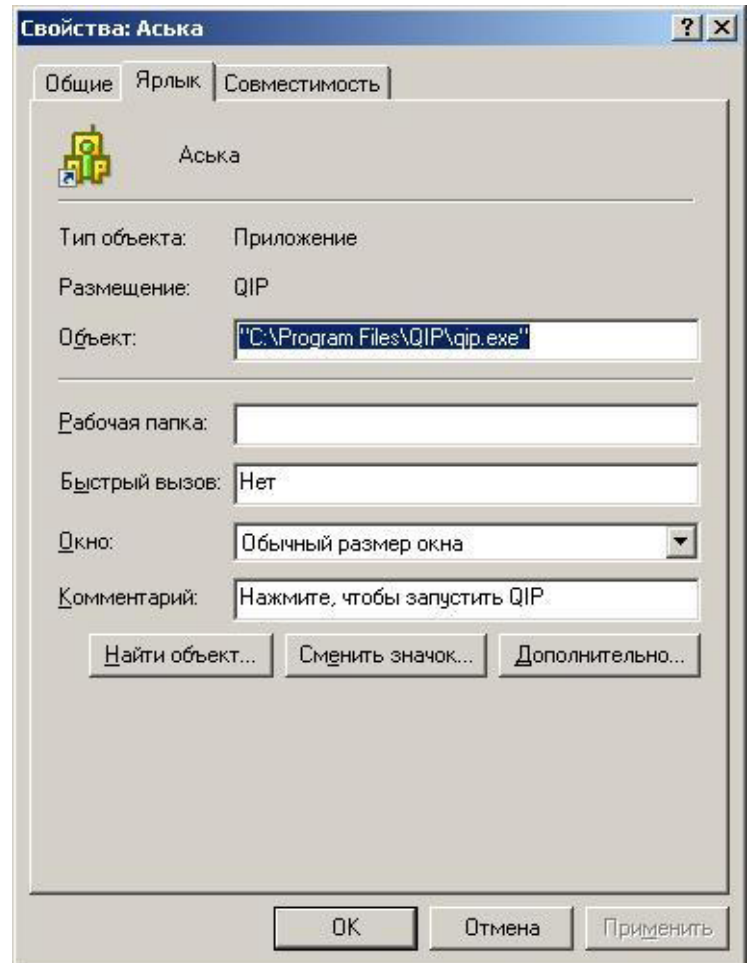 Свойства: Аська
Общие Ярлык Совместимость
Аська
Тип объекта: Приложение
Размещение: QIP
Объект: "C:\Program Files\QIP\qip.exe"
Рабочая папка:
Быстрый вызов: Нет
Окно: Обычный размер окна
Комментарий: Нажмите, чтобы запустить QIP
Найти объект... Сменить значок... Дополнительно...
OK Отмена Применить